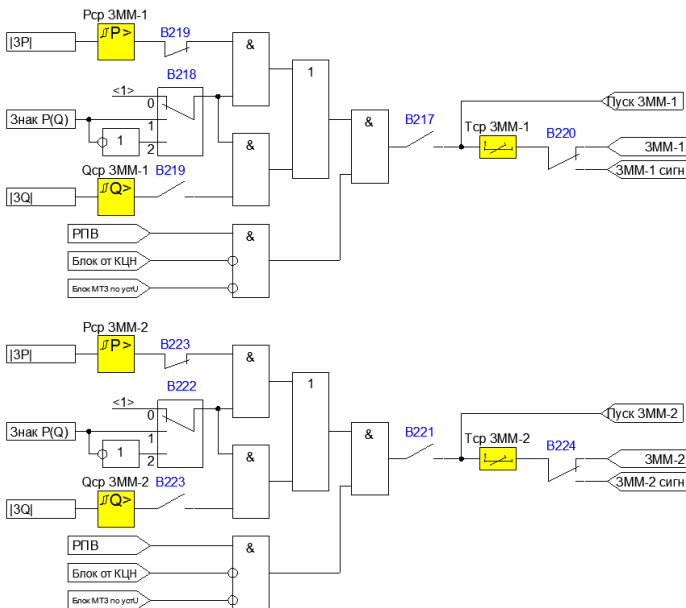 Рср ЗММ-1
|3P|
P>
B219
&
1
B218
<1>
0
Знак P(Q)
1
1
2
&
&
B217
Тср ЗММ-1
t
B220
Пуск ЗММ-1
ЗММ-1
ЗММ-1 сигн
Qср ЗММ-1
B219
|3Q|
Q>
РПВ
&
Блок от КЦН
Блок МТЗ по устU
Рср ЗММ-2
|3P|
P>
B223
&
1
B222
<1>
0
Знак P(Q)
1
1
2
&
&
B221
Тср ЗММ-2
t
B224
Пуск ЗММ-2
ЗММ-2
ЗММ-2 сигн
Qср ЗММ-2
B223
|3Q|
Q>
РПВ
&
Блок от КЦН
Блок МТЗ по устU